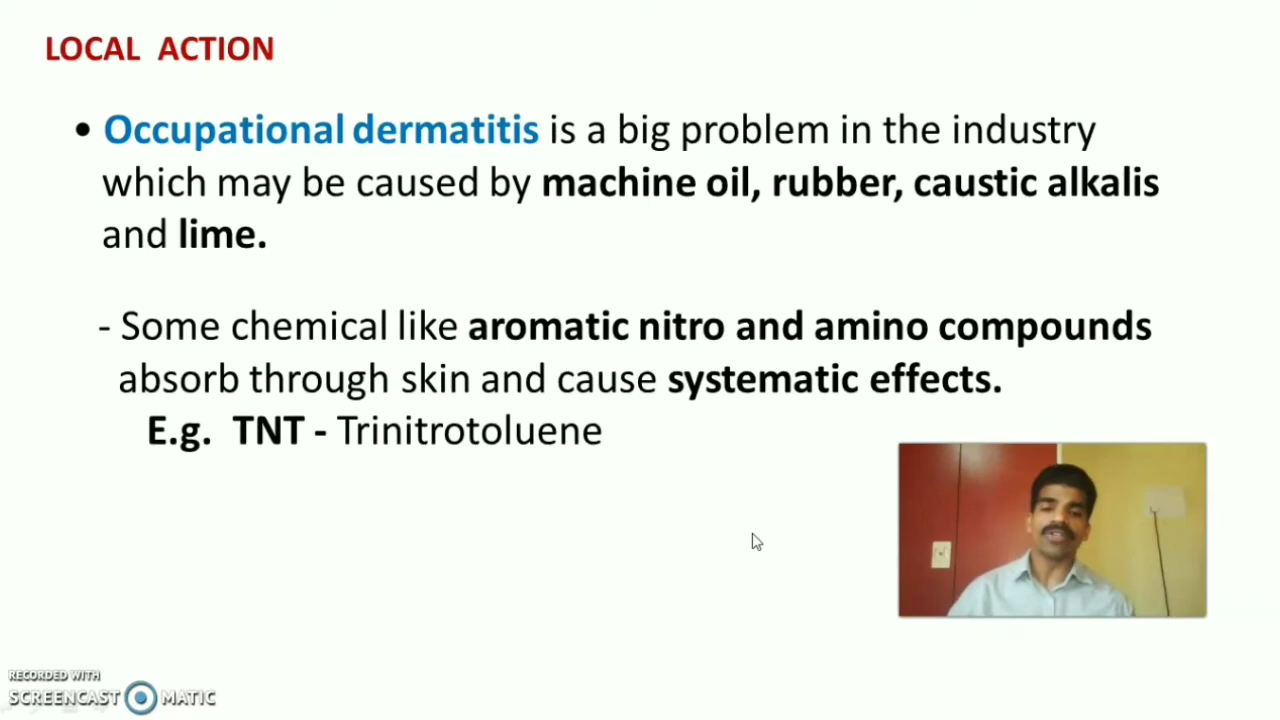 LOCAL ACTION
• Occupational dermatitis is a big problem in the industry
which may be caused by machine oil, rubber, caustic alkalis
and lime.
- Some chemical like aromatic nitro and amino compounds
absorb through skin and cause systematic effects.
E.g. TNT - Trinitrotoluene
RECORDED WITH
SCREENCAST MATIC